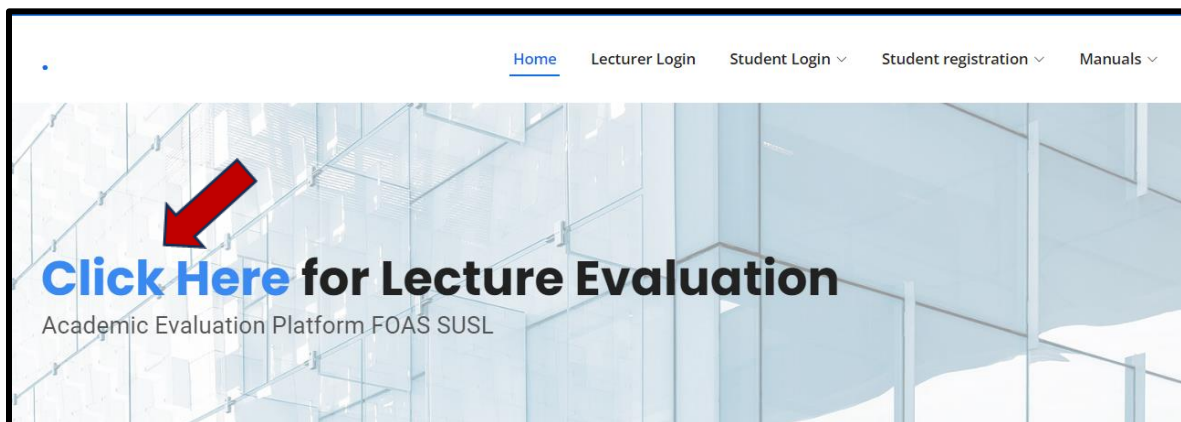 Home Lecturer Login Student Login Student registration Manuals
Click Here for Lecture Evaluation
Academic Evaluation Platform FOAS SUSL